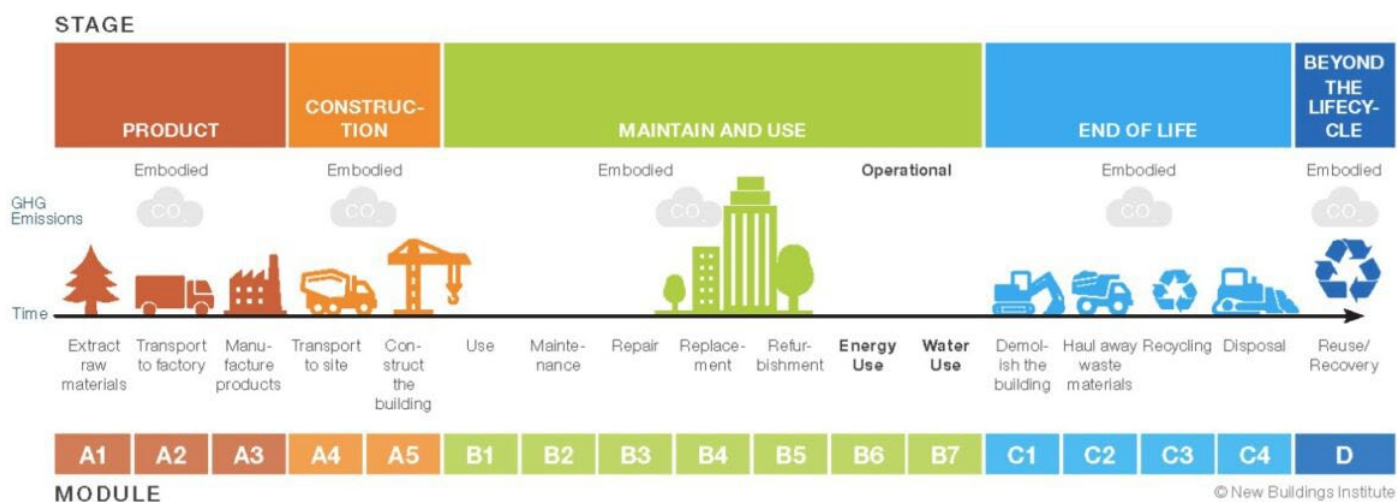 STAGE
PRODUCT
CONSTRUC-
TION
MAINTAIN AND USE
END OF LIFE
BEYOND
THE
LIFECY-
CLE
Embodied
Embodied
Embodied
Operational
Embodied
Embodied
GHG
Emissions
CO
CO
CO
CO
CO
Time
Extract
raw
materials
Transport
to factory
Manu-
facture
products
Transport
to site
Con-
struct
the
building
Use
Mainte-
nance
Repair
Replace-
ment
Refur-
bishment
Energy
Use
Water
Use
Demol-
ish the
building
Haul away
waste
materials
Recycling
Disposal
Reuse/
Recovery
A1 A2 A3 A4 A5 B1 B2 B3 B4 B5 B6 B7 C1 C2 C3 C4 D
MODULE
© New Buildings Institute